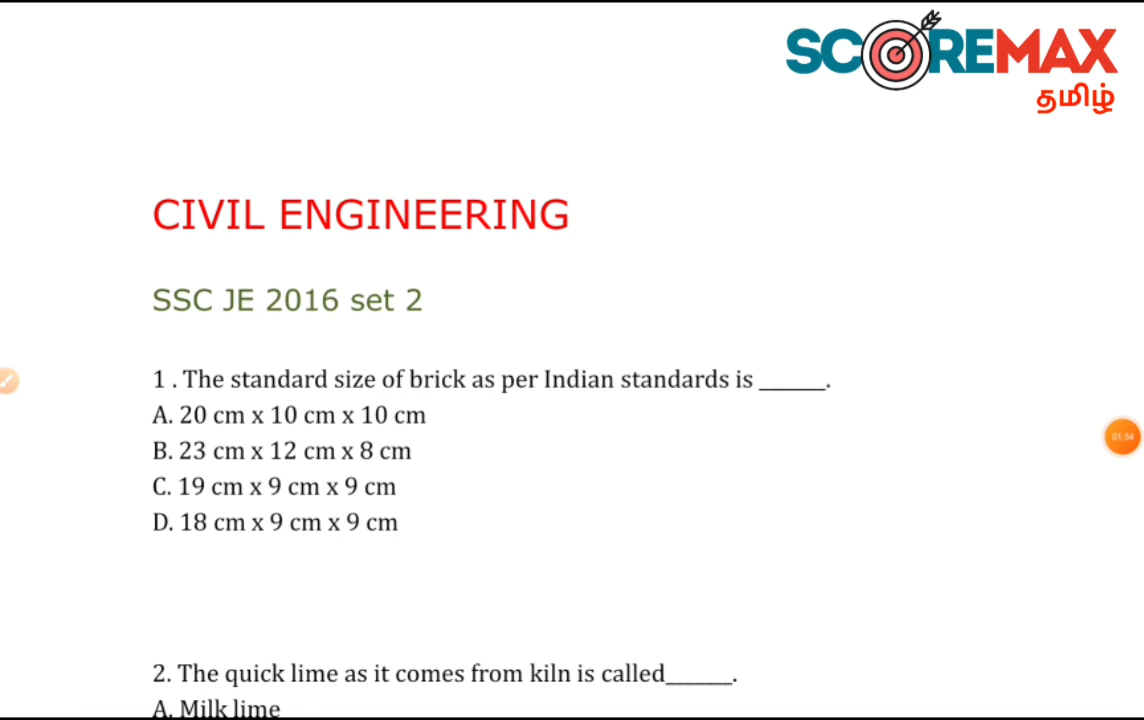 SCOREMAX
தமிழ்
CIVIL ENGINEERING
SSC JE 2016 set 2
1 . The standard size of brick as per Indian standards is ______.
A. 20 cm x 10 cm x 10 cm
B. 23 cm x 12 cm x 8 cm
C. 19 cm x 9 cm x 9 cm
01:54
D. 18 cm x 9 cm x 9 cm
2. The quick lime as it comes from kiln is called______.
A. Milk lime